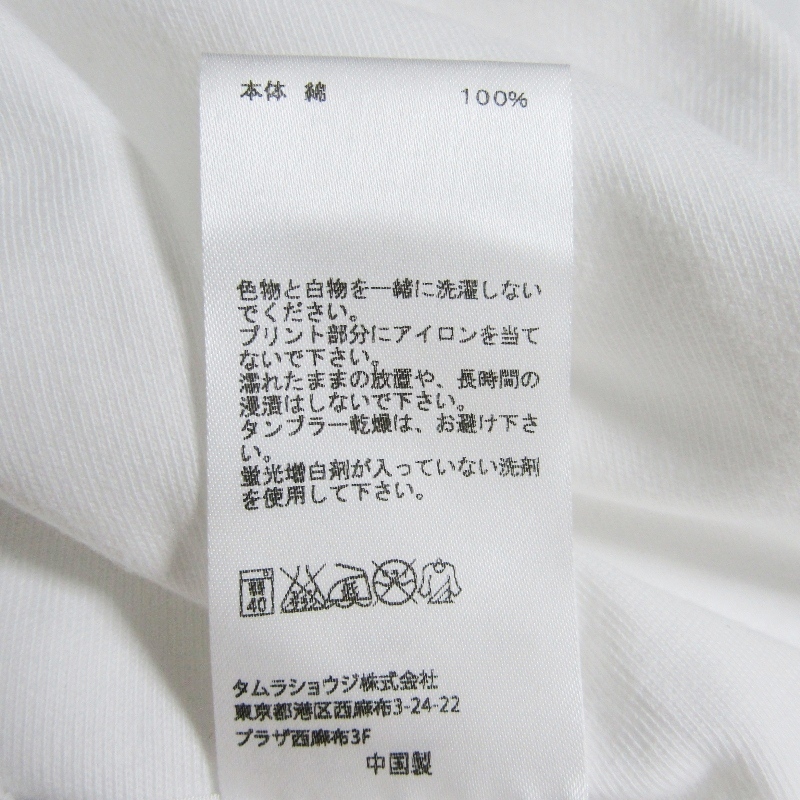 本体 綿 100%
色物と白物を一緒に洗濯しない
でください。
プリント部分にアイロンを当て
ないで下さい。
濡れたままの放置や、長時間の
浸漬はしないで下さい。
タンブラー乾燥は、お避け下さ
い。
蛍光増白剤が入っていない洗剤
を使用して下さい。
弱 40 低
タムラショウジ株式会社
東京都港区西麻布3-24-22
プラザ西麻布3F
中国製